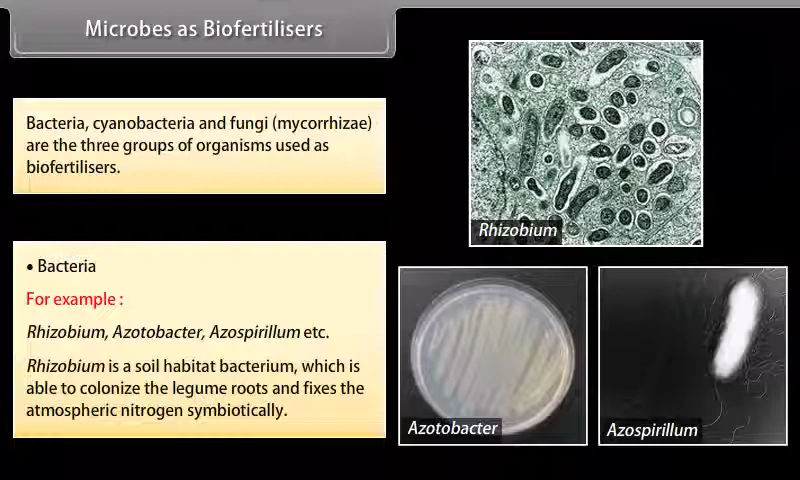 Microbes as Biofertilisers
Bacteria, cyanobacteria and fungi (mycorrhizae)
are the three groups of organisms used as
biofertilisers.
• Bacteria
For example :
Rhizobium, Azotobacter, Azospirillum etc.
Rhizobium is a soil habitat bacterium, which is
able to colonize the legume roots and fixes the
atmospheric nitrogen symbiotically.
Rhizobium
Azotobacter
Azospirillum